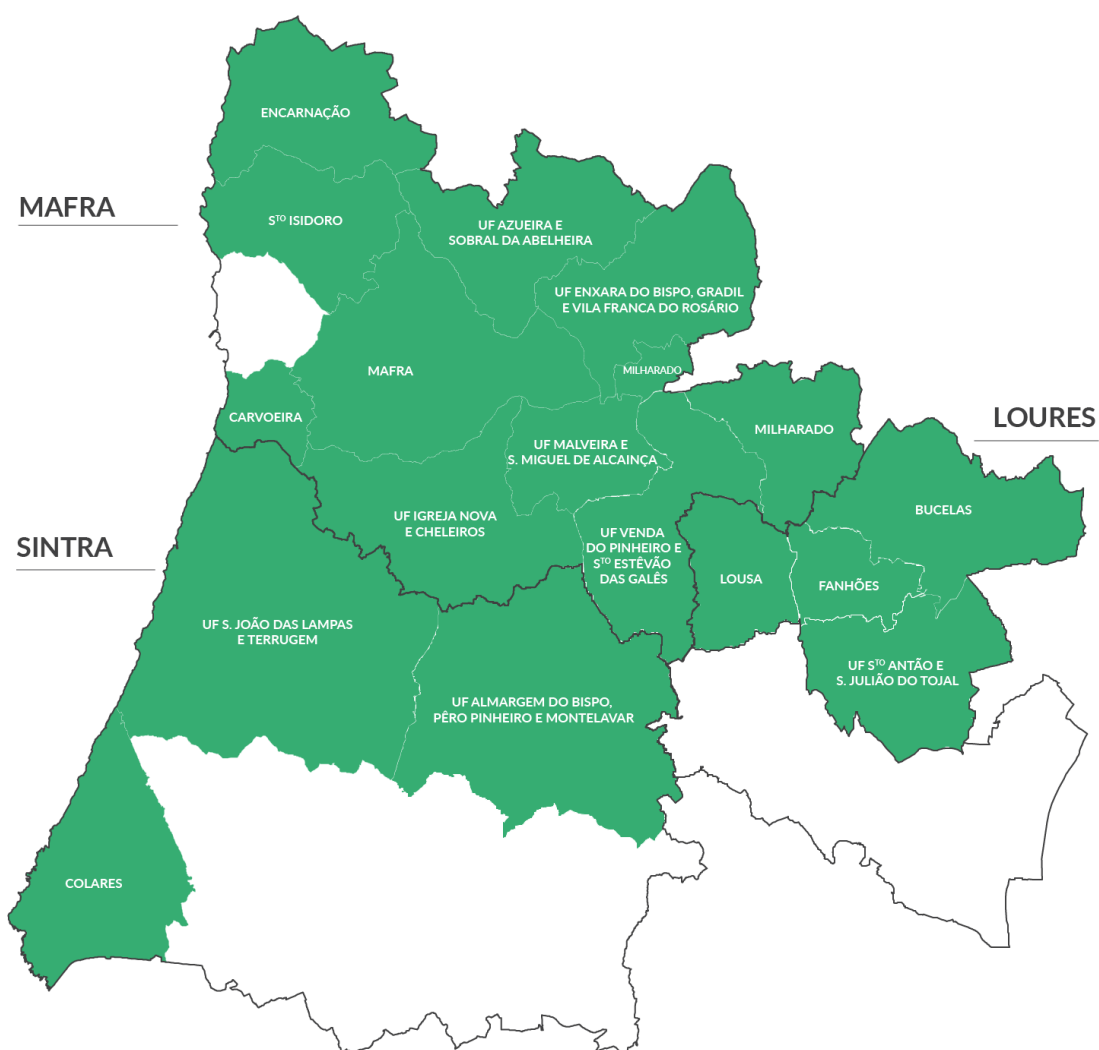 ENCARNAÇÃO
MAFRA
STO ISIDORO
UF AZUEIRA E
SOBRAL DA ABELHEIRA
UF ENXARA DO BISPO, GRADIL
E VILA FRANCA DO ROSÁRIO
MAFRA
MILHARADO
CARVOEIRA
LOURES
MILHARADO
UF MALVEIRA E
S. MIGUEL DE ALCAINÇA
BUCELAS
UF IGREJA NOVA
E CHELEIROS
SINTRA
UF VENDA
DO PINHEIRO E
STO ESTÊVÃO
DAS GALÊS
LOUSA
FANHÕES
UF S. JOÃO DAS LAMPAS
E TERRUGEM
UF STO ANTÃO E
S. JULIÃO DO TOJAL
UF ALMARGEM DO BISPO,
PÊRO PINHEIRO E MONTELAVAR
COLARES